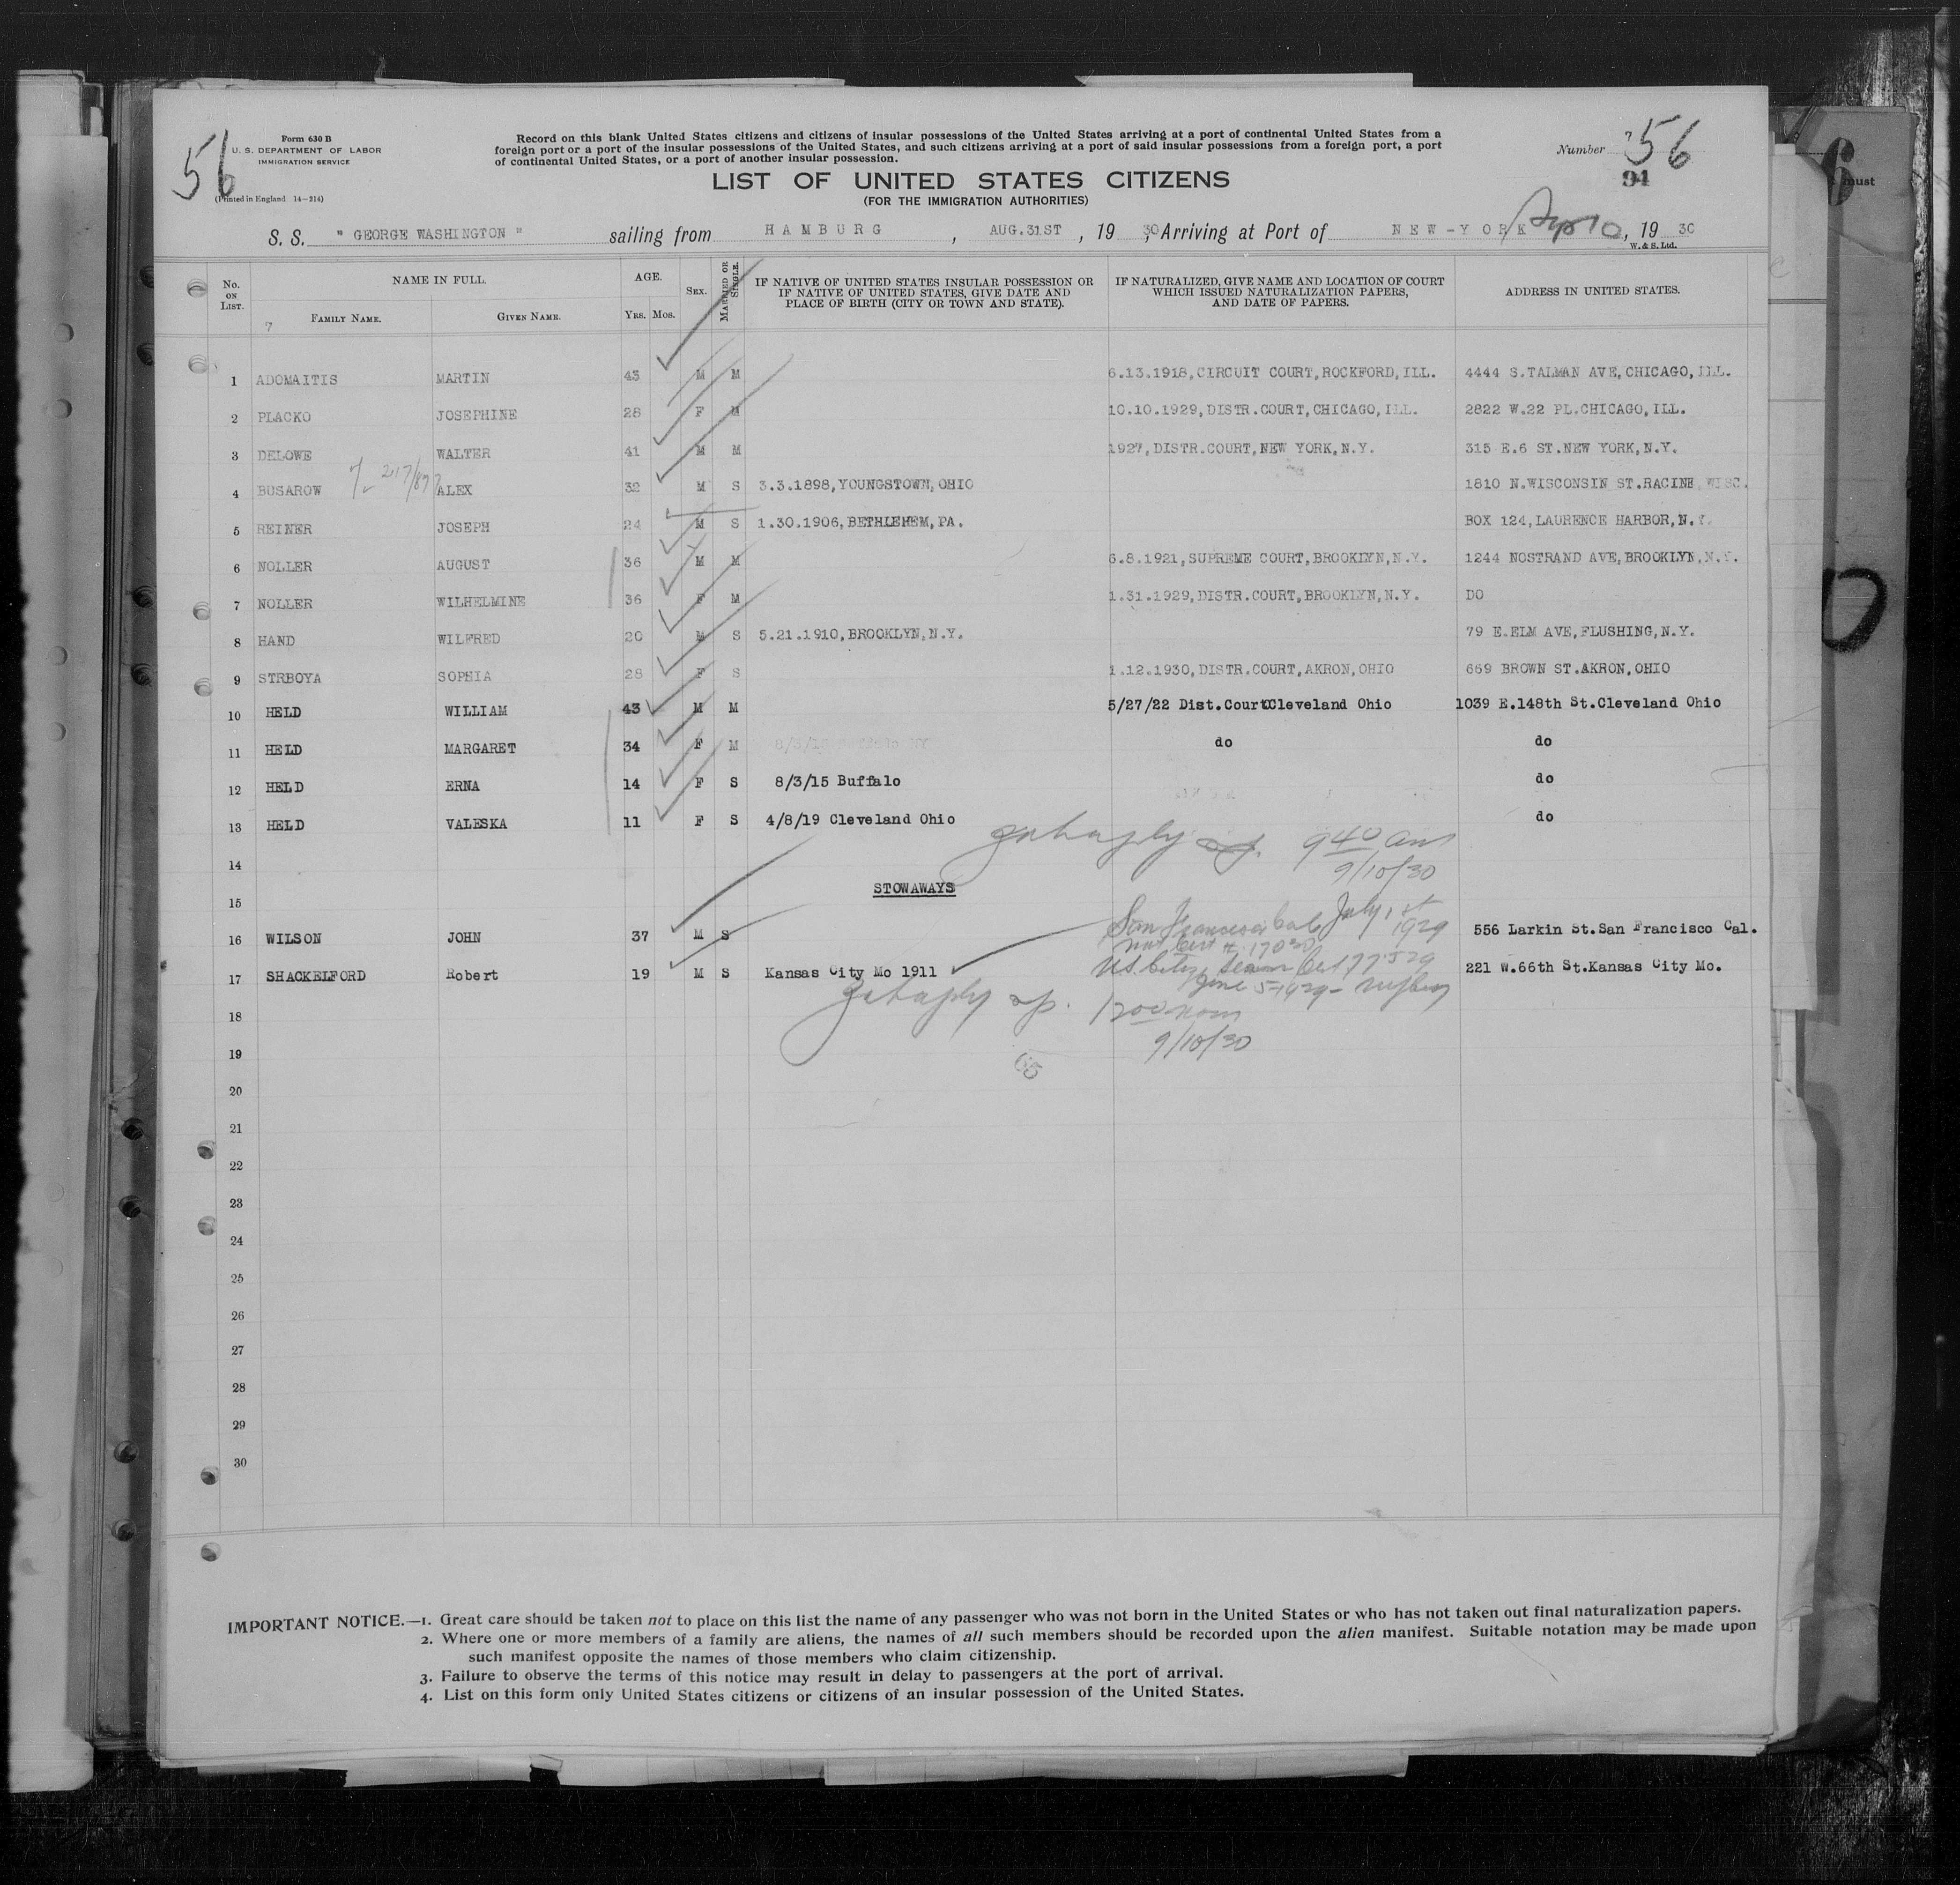 56
Form 630 B
U. S. DEPARTMENT OF LABOR
IMMIGRATION SERVICE
(Printed in England 14—214)
Record on this blank United States citizens and citizens of insular possessions of the United States arriving at a port of continental United States from a
foreign port or a port of the insular possessions of the United States, and such citizens arriving at a port of said insular possessions from a foreign port, a port
of continental United States, or a port of another insular possession.
Number 56
94
must
LIST OF UNITED STATES CITIZENS
(FOR THE IMMIGRATION AUTHORITIES)
S. S. " GEORGE WASHINGTON " sailing from HAMBURG , AUG.31ST , 19 30, Arriving at Port of NEW-YORK 10, 19 30
W. & S. Ltd.
No. ON LIST. NAME IN FULL. AGE. SEX. MARRIED OR SINGLE. IF NATIVE OF UNITED STATES INSULAR POSSESSION OR IF NATIVE OF UNITED STATES, GIVE DATE AND PLACE OF BIRTH (CITY OR TOWN AND STATE). IF NATURALIZED, GIVE NAME AND LOCATION OF COURT WHICH ISSUED NATURALIZATION PAPERS, AND DATE OF PAPERS. ADDRESS IN UNITED STATES.
7 FAMILY NAME. GIVEN NAME. Yrs. Mos.
1 ADOMAITIS MARTIN 43 M M 6.13.1918,CIRCUIT COURT,ROCKFORD,ILL. 4444 S.TALMAN AVE,CHICAGO,ILL.
2 PLACKO JOSEPHINE 28 F M 10.10.1929,DISTR.COURT,CHICAGO,ILL. 2822 W.22 PL.CHICAGO,ILL.
3 DELOWE WALTER 41 M M 1927,DISTR.COURT,NEW YORK,N.Y. 315 E.6 ST.NEW YORK,N.Y.
4 BUSAROW ALEX 32 M S 3.3.1898,YOUNGSTOWN,OHIO 1810 N.WISCONSIN ST.RACINE,WISC.
5 REINER JOSEPH 24 M S 1.30.1906,BETHLEHEM,PA. BOX 124,LAURENCE HARBOR,N.Y.
6 NOLLER AUGUST 36 M M 6.8.1921,SUPREME COURT,BROOKLYN,N.Y. 1244 NOSTRAND AVE,BROOKLYN,N.Y.
7 NOLLER WILHELMINE 36 F M 1.31.1929,DISTR.COURT,BROOKLYN,N.Y. DO
8 HAND WILFRED 20 M S 5.21.1910,BROOKLYN,N.Y. 79 E.ELM AVE,FLUSHING,N.Y.
9 STRBOYA SOPHIA 28 F S 1.12.1930,DISTR.COURT,AKRON,OHIO 669 BROWN ST.AKRON,OHIO
10 HELD WILLIAM 43 M M 5/27/22 Dist.Court Cleveland Ohio 1039 E.148th St.Cleveland Ohio
11 HELD MARGARET 34 F M do do
12 HELD ERNA 14 F S 8/3/15 Buffalo do
13 HELD VALESKA 11 F S 4/8/19 Cleveland Ohio do
9 40 am
14
9/10/30
STOWAWAYS
15
San Francisco Cal July 1st 1929
16 WILSON JOHN 37 M S 556 Larkin St.San Francisco Cal.
17 SHACKELFORD Robert 19 M S Kansas City Mo 1911 221 W.66th St.Kansas City Mo.
June 5-1929-
18
1200 noon
19
9/10/30
65
20
21
22
23
24
25
26
27
28
29
30
IMPORTANT NOTICE.—1. Great care should be taken not to place on this list the name of any passenger who was not born in the United States or who has not taken out final naturalization papers.
2. Where one or more members of a family are aliens, the names of all such members should be recorded upon the alien manifest. Suitable notation may be made upon
such manifest opposite the names of those members who claim citizenship.
3. Failure to observe the terms of this notice may result in delay to passengers at the port of arrival.
4. List on this form only United States citizens or citizens of an insular possession of the United States.